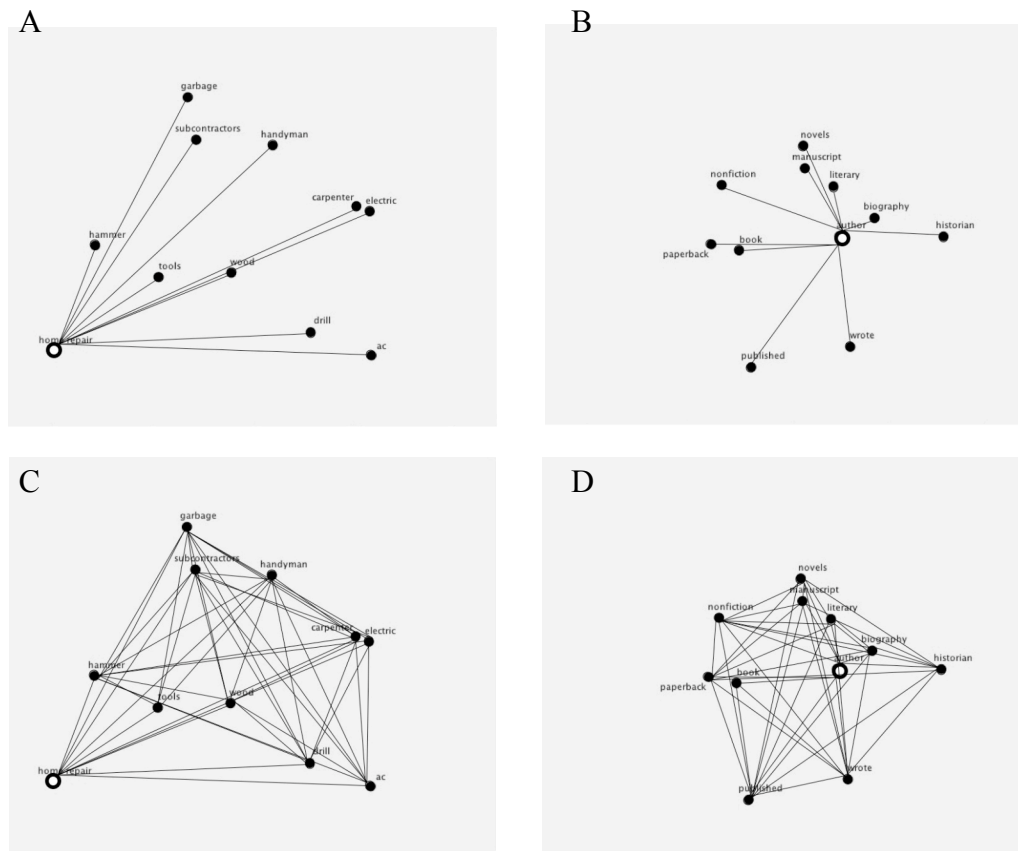 A
garbage
subcontractors
handyman
carpenter
electric
hammer
tools
wood
drill
home repair
ac
B
novels
manuscript
nonfiction
literary
biography
author
historian
book
paperback
wrote
published
C
garbage
subcontractors
handyman
carpenter
electric
hammer
tools
wood
drill
home repair
ac
D
novels
manuscript
nonfiction
literary
biography
author
historian
book
paperback
wrote
published